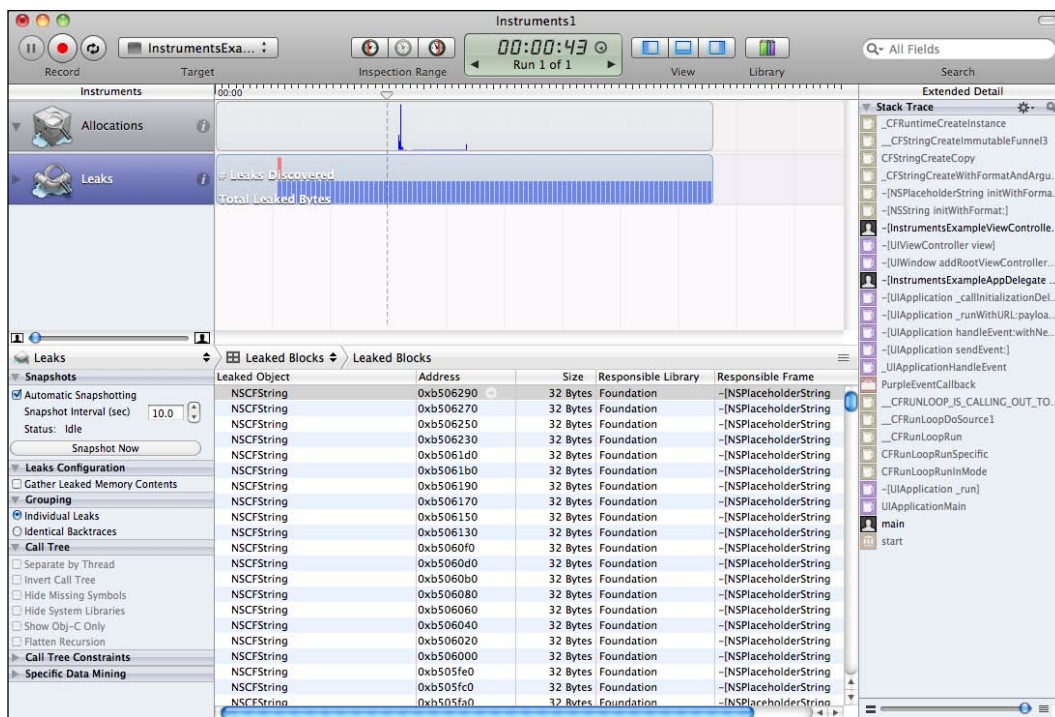 Instruments1
InstrumentsExa...
00:00:43
Run 1 of 1
All Fields
Record
Target
Inspection Range
View
Library
Search
Instruments
00:00
Extended Detail
Allocations
Leaks
# Leaks Discovered
Total Leaked Bytes
Stack Trace
_CFRuntimeCreateInstance
__CFStringCreateImmutableFunnel3
CFStringCreateCopy
_CFStringCreateWithFormatAndArgu..
-[NSPlaceholderString initWithForma..
-[NSString initWithFormat:]
-[InstrumentsExampleViewControlle..
-[UIViewController view]
-[UIWindow addRootViewController...
-[InstrumentsExampleAppDelegate ..
-[UIApplication _callInitializationDel..
-[UIApplication _runWithURL:payloa..
-[UIApplication handleEvent:withNe..
-[UIApplication sendEvent:]
_UIApplicationHandleEvent
PurpleEventCallback
__CFRUNLOOP_IS_CALLING_OUT_TO..
__CFRunLoopDoSource1
__CFRunLoopRun
CFRunLoopRunSpecific
CFRunLoopRunInMode
-[UIApplication _run]
UIApplicationMain
main
start
Leaks
Leaked Blocks
Leaked Blocks
Snapshots
Automatic Snapshotting
Snapshot Interval (sec) 10.0
Status: Idle
Snapshot Now
Leaks Configuration
Gather Leaked Memory Contents
Grouping
Individual Leaks
Identical Backtraces
Call Tree
Separate by Thread
Invert Call Tree
Hide Missing Symbols
Hide System Libraries
Show Obj-C Only
Flatten Recursion
Call Tree Constraints
Specific Data Mining
Leaked Object Address Size Responsible Library Responsible Frame
NSCFString 0xb506290 32 Bytes Foundation -[NSPlaceholderString
NSCFString 0xb506270 32 Bytes Foundation -[NSPlaceholderString
NSCFString 0xb506250 32 Bytes Foundation -[NSPlaceholderString
NSCFString 0xb506230 32 Bytes Foundation -[NSPlaceholderString
NSCFString 0xb5061d0 32 Bytes Foundation -[NSPlaceholderString
NSCFString 0xb5061b0 32 Bytes Foundation -[NSPlaceholderString
NSCFString 0xb506190 32 Bytes Foundation -[NSPlaceholderString
NSCFString 0xb506170 32 Bytes Foundation -[NSPlaceholderString
NSCFString 0xb506150 32 Bytes Foundation -[NSPlaceholderString
NSCFString 0xb506130 32 Bytes Foundation -[NSPlaceholderString
NSCFString 0xb5060f0 32 Bytes Foundation -[NSPlaceholderString
NSCFString 0xb5060d0 32 Bytes Foundation -[NSPlaceholderString
NSCFString 0xb5060b0 32 Bytes Foundation -[NSPlaceholderString
NSCFString 0xb506080 32 Bytes Foundation -[NSPlaceholderString
NSCFString 0xb506060 32 Bytes Foundation -[NSPlaceholderString
NSCFString 0xb506040 32 Bytes Foundation -[NSPlaceholderString
NSCFString 0xb506020 32 Bytes Foundation -[NSPlaceholderString
NSCFString 0xb506000 32 Bytes Foundation -[NSPlaceholderString
NSCFString 0xb505fe0 32 Bytes Foundation -[NSPlaceholderString
NSCFString 0xb505fc0 32 Bytes Foundation -[NSPlaceholderString
NSCFString 0xb505fa0 32 Bytes Foundation -[NSPlaceholderString